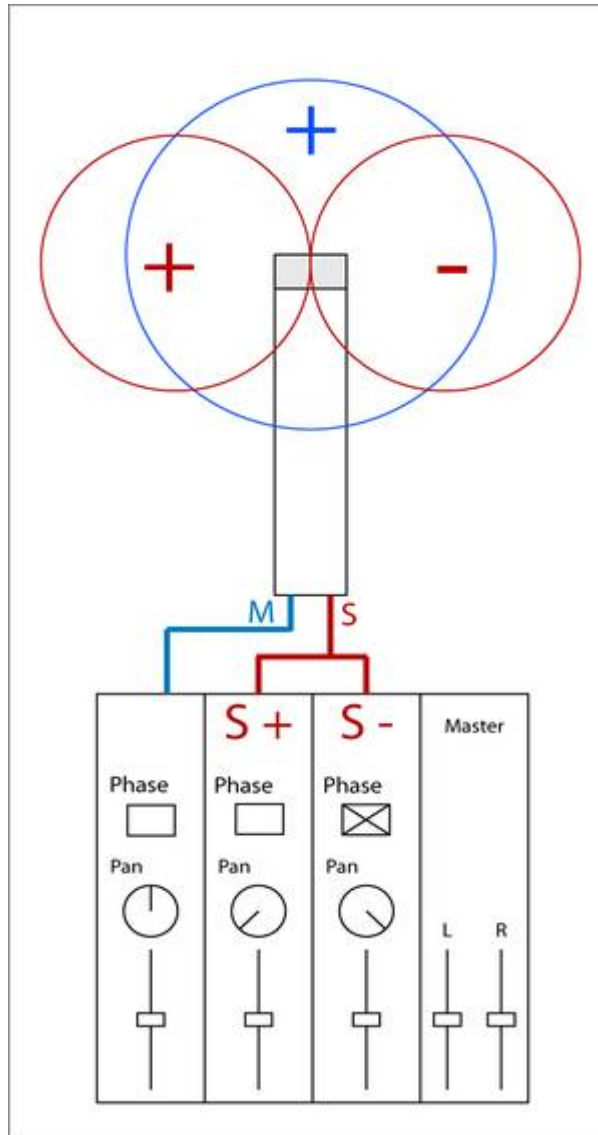 +
+ -
M S
S + S - Master
Phase Phase Phase
Pan Pan Pan
L R